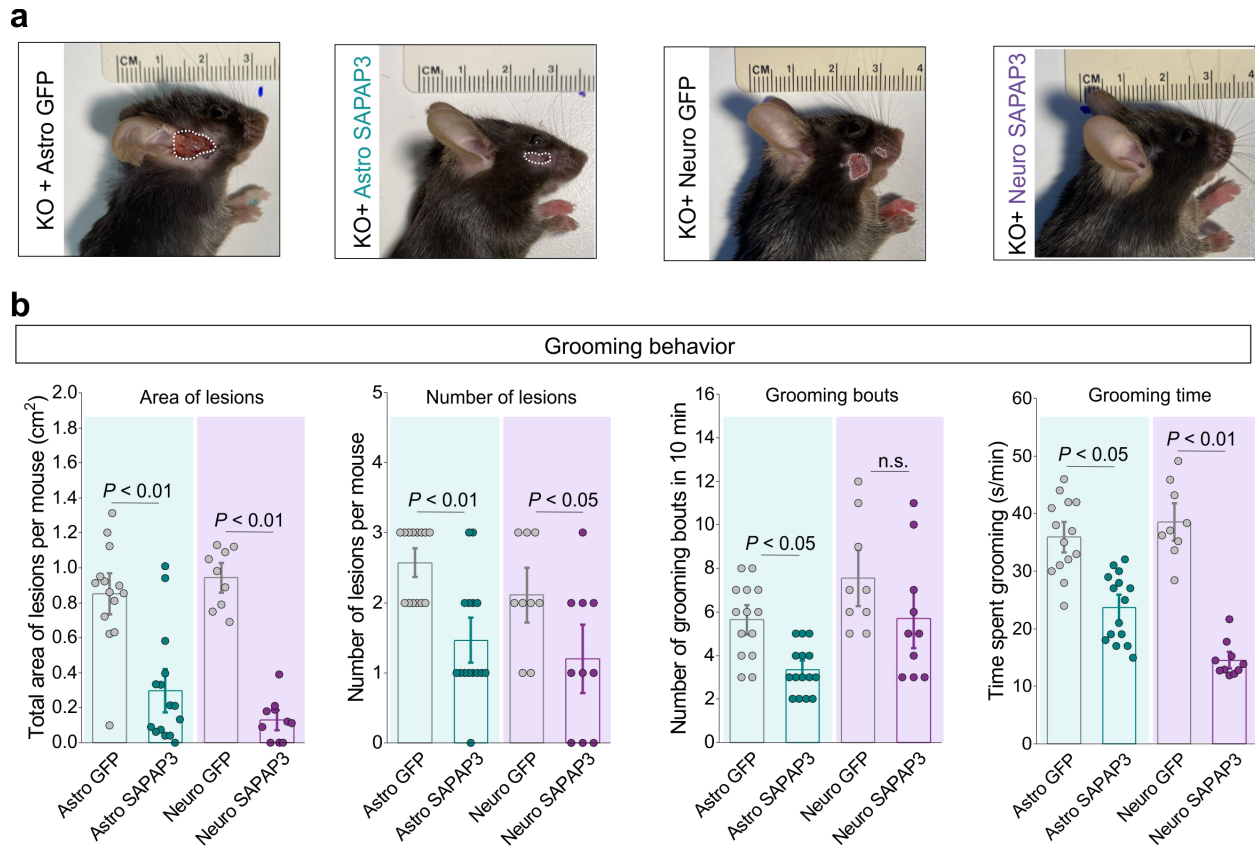 a
KO + Astro GFP
CM 1 2 3
KO+ Astro SAPAP3
CM 1 2 3
KO+ Neuro GFP
CM 1 2 3 4
KO+ Neuro SAPAP3
CM 1 2 3 4
b
Grooming behavior
Area of lesions
Total area of lesions per mouse (cm²)
2.0
1.8
1.6
1.4
1.2
1.0
0.8
0.6
0.4
0.2
0.0
P < 0.01
P < 0.01
Astro GFP
Astro SAPAP3
Neuro GFP
Neuro SAPAP3
Number of lesions
Number of lesions per mouse
5
4
3
2
1
0
P < 0.01
P < 0.05
Astro GFP
Astro SAPAP3
Neuro GFP
Neuro SAPAP3
Grooming bouts
Number of grooming bouts in 10 min
16
14
12
10
8
6
4
2
0
P < 0.05
n.s.
Astro GFP
Astro SAPAP3
Neuro GFP
Neuro SAPAP3
Grooming time
Time spent grooming (s/min)
60
50
40
30
20
10
0
P < 0.05
P < 0.01
Astro GFP
Astro SAPAP3
Neuro GFP
Neuro SAPAP3